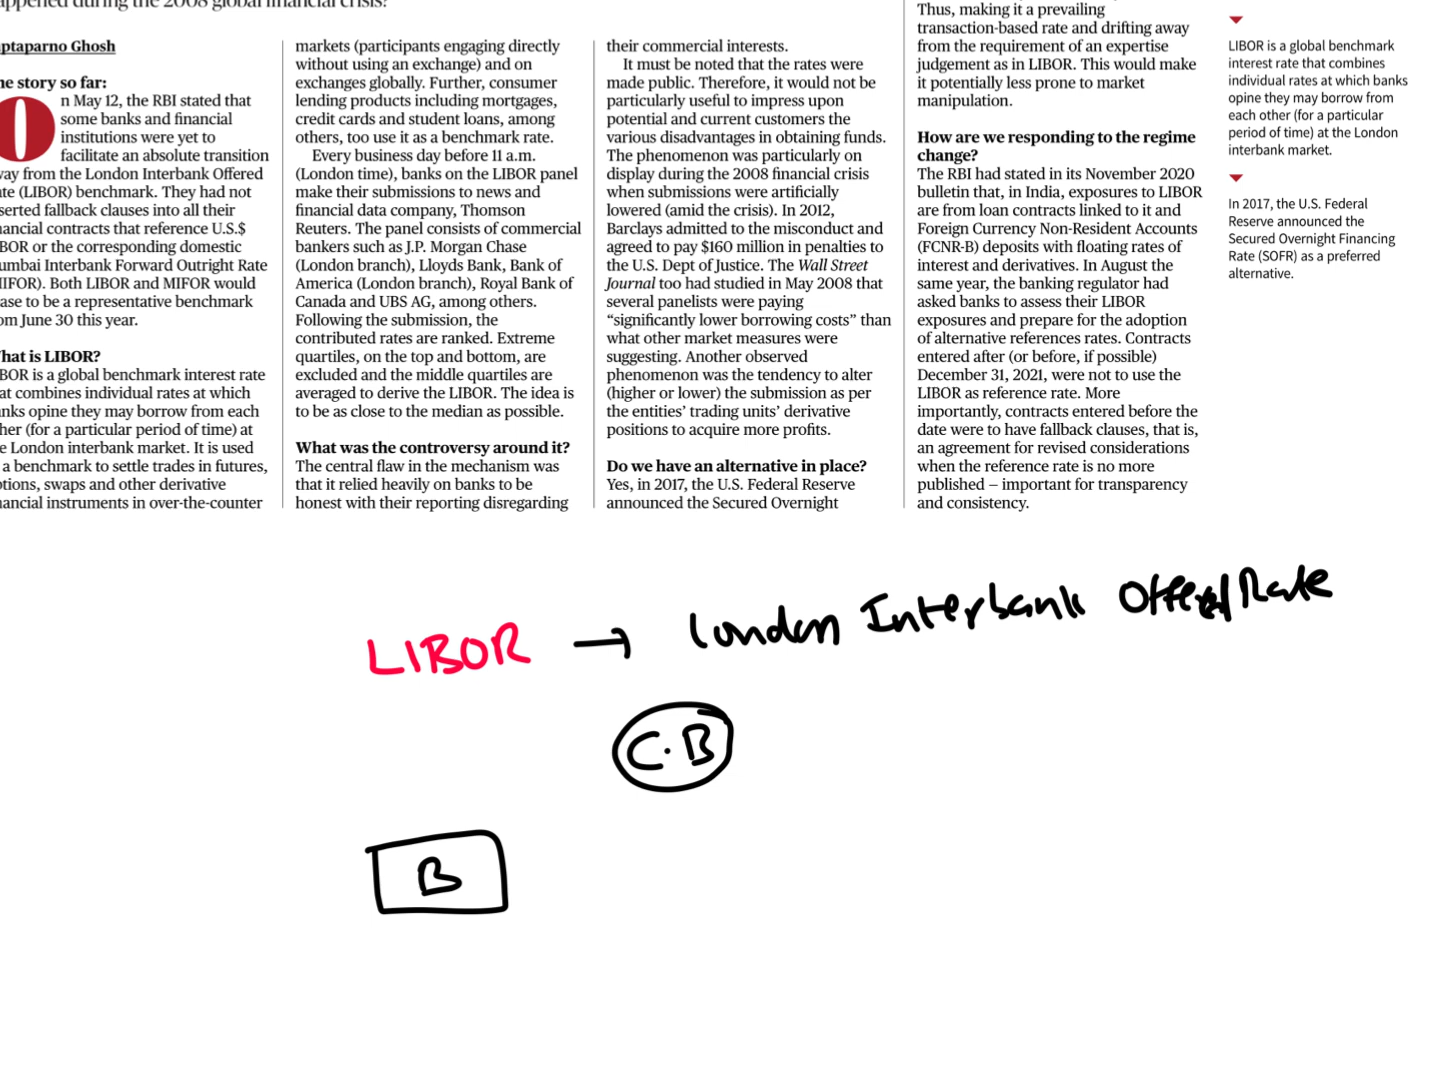 happened during the 2008 global financial crisis?
ptaparno Ghosh
he story so far:
On May 12, the RBI stated that
some banks and financial
institutions were yet to
facilitate an absolute transition
way from the London Interbank Offered
ate (LIBOR) benchmark. They had not
serted fallback clauses into all their
nancial contracts that reference U.S.$
BOR or the corresponding domestic
umbai Interbank Forward Outright Rate
IIFOR). Both LIBOR and MIFOR would
ase to be a representative benchmark
om June 30 this year.
hat is LIBOR?
BOR is a global benchmark interest rate
at combines individual rates at which
nks opine they may borrow from each
her (for a particular period of time) at
e London interbank market. It is used
a benchmark to settle trades in futures,
tions, swaps and other derivative
ancial instruments in over-the-counter
markets (participants engaging directly
without using an exchange) and on
exchanges globally. Further, consumer
lending products including mortgages,
credit cards and student loans, among
others, too use it as a benchmark rate.
Every business day before 11 a.m.
(London time), banks on the LIBOR panel
make their submissions to news and
financial data company, Thomson
Reuters. The panel consists of commercial
bankers such as J.P. Morgan Chase
(London branch), Lloyds Bank, Bank of
America (London branch), Royal Bank of
Canada and UBS AG, among others.
Following the submission, the
contributed rates are ranked. Extreme
quartiles, on the top and bottom, are
excluded and the middle quartiles are
averaged to derive the LIBOR. The idea is
to be as close to the median as possible.
What was the controversy around it?
The central flaw in the mechanism was
that it relied heavily on banks to be
honest with their reporting disregarding
their commercial interests.
It must be noted that the rates were
made public. Therefore, it would not be
particularly useful to impress upon
potential and current customers the
various disadvantages in obtaining funds.
The phenomenon was particularly on
display during the 2008 financial crisis
when submissions were artificially
lowered (amid the crisis). In 2012,
Barclays admitted to the misconduct and
agreed to pay $160 million in penalties to
the U.S. Dept of Justice. The Wall Street
Journal too had studied in May 2008 that
several panelists were paying
“significantly lower borrowing costs” than
what other market measures were
suggesting. Another observed
phenomenon was the tendency to alter
(higher or lower) the submission as per
the entities’ trading units’ derivative
positions to acquire more profits.
Do we have an alternative in place?
Yes, in 2017, the U.S. Federal Reserve
announced the Secured Overnight
Thus, making it a prevailing
transaction-based rate and drifting away
from the requirement of an expertise
judgement as in LIBOR. This would make
it potentially less prone to market
manipulation.
How are we responding to the regime
change?
The RBI had stated in its November 2020
bulletin that, in India, exposures to LIBOR
are from loan contracts linked to it and
Foreign Currency Non-Resident Accounts
(FCNR-B) deposits with floating rates of
interest and derivatives. In August the
same year, the banking regulator had
asked banks to assess their LIBOR
exposures and prepare for the adoption
of alternative references rates. Contracts
entered after (or before, if possible)
December 31, 2021, were not to use the
LIBOR as reference rate. More
importantly, contracts entered before the
date were to have fallback clauses, that is,
an agreement for revised considerations
when the reference rate is no more
published – important for transparency
and consistency.
LIBOR is a global benchmark
interest rate that combines
individual rates at which banks
opine they may borrow from
each other (for a particular
period of time) at the London
interbank market.
In 2017, the U.S. Federal
Reserve announced the
Secured Overnight Financing
Rate (SOFR) as a preferred
alternative.
LIBOR → London Interbank Offered Rate
C.B
B